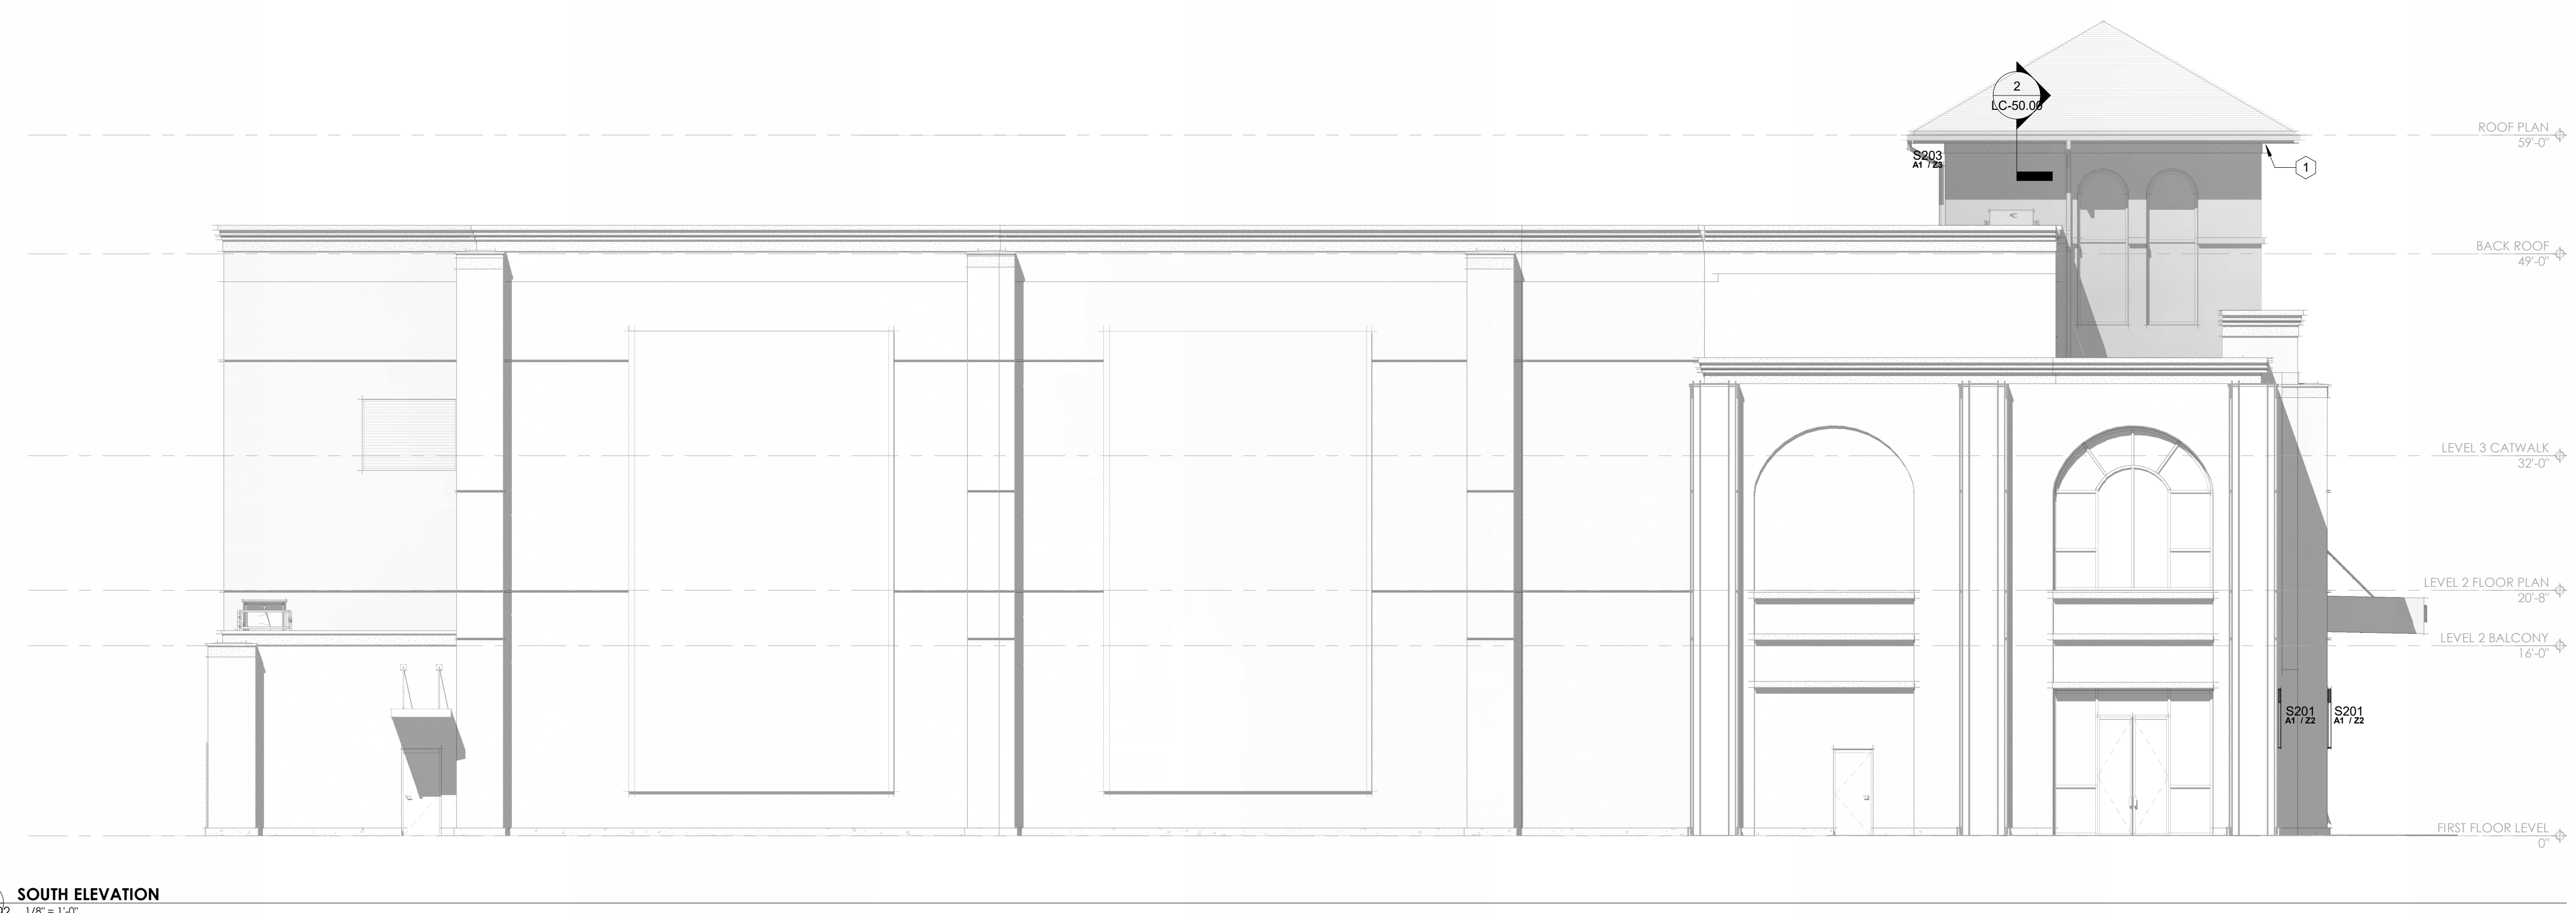 2
LC-50.00
ROOF PLAN
59'-0"
S203
A1 / Z3
1
BACK ROOF
49'-0"
LEVEL 3 CATWALK
32'-0"
LEVEL 2 FLOOR PLAN
20'-8"
LEVEL 2 BALCONY
16'-0"
S201
A1 / Z2
S201
A1 / Z2
FIRST FLOOR LEVEL
0"
SOUTH ELEVATION
1/8" = 1'-0"